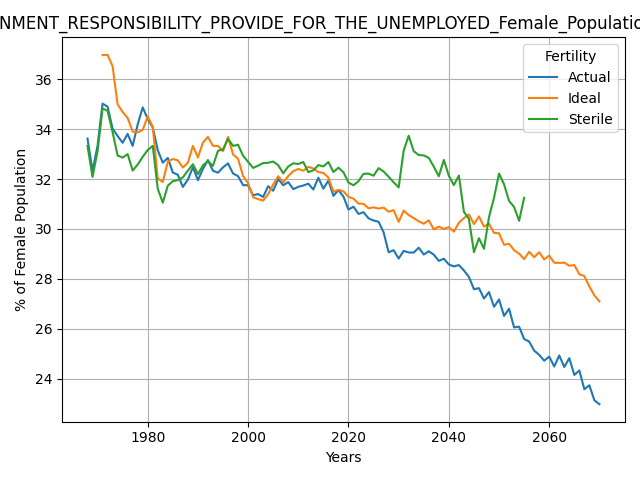 NMENT_RESPONSIBILITY_PROVIDE_FOR_THE_UNEMPLOYED_Female_Populatio
Fertility
Actual
Ideal
Sterile
% of Female Population
36
34
32
30
28
26
24
1980 2000 2020 2040 2060
Years